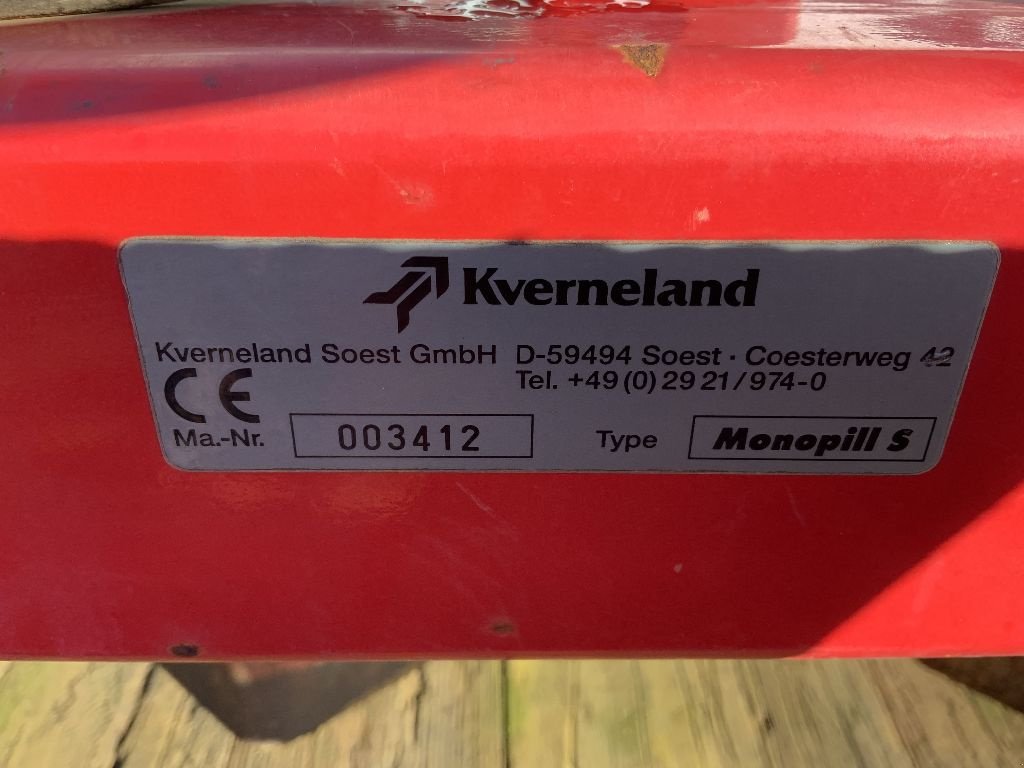 Kverneland
Kverneland Soest GmbH D-59494 Soest · Coesterweg 42
Tel. +49 (0) 29 21/974-0
CE
Ma.-Nr. 003412 Type Monopill S